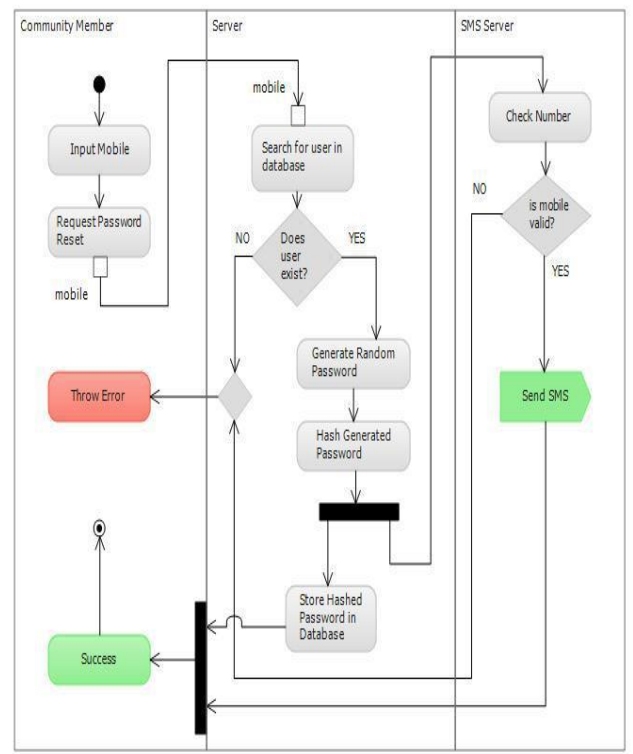 Community Member
Server
SMS Server
mobile
Input Mobile
Search for user in
database
Check Number
Request Password
Reset
mobile
NO
Does
user
exist?
YES
NO
is mobile
valid?
YES
Generate Random
Password
Throw Error
Send SMS
Hash Generated
Password
Store Hashed
Password in
Database
Success